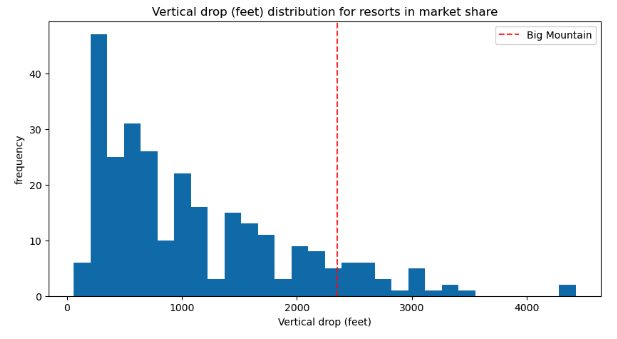 Vertical drop (feet) distribution for resorts in market share
Big Mountain
40
30
20
10
0
frequency
0 1000 2000 3000 4000
Vertical drop (feet)